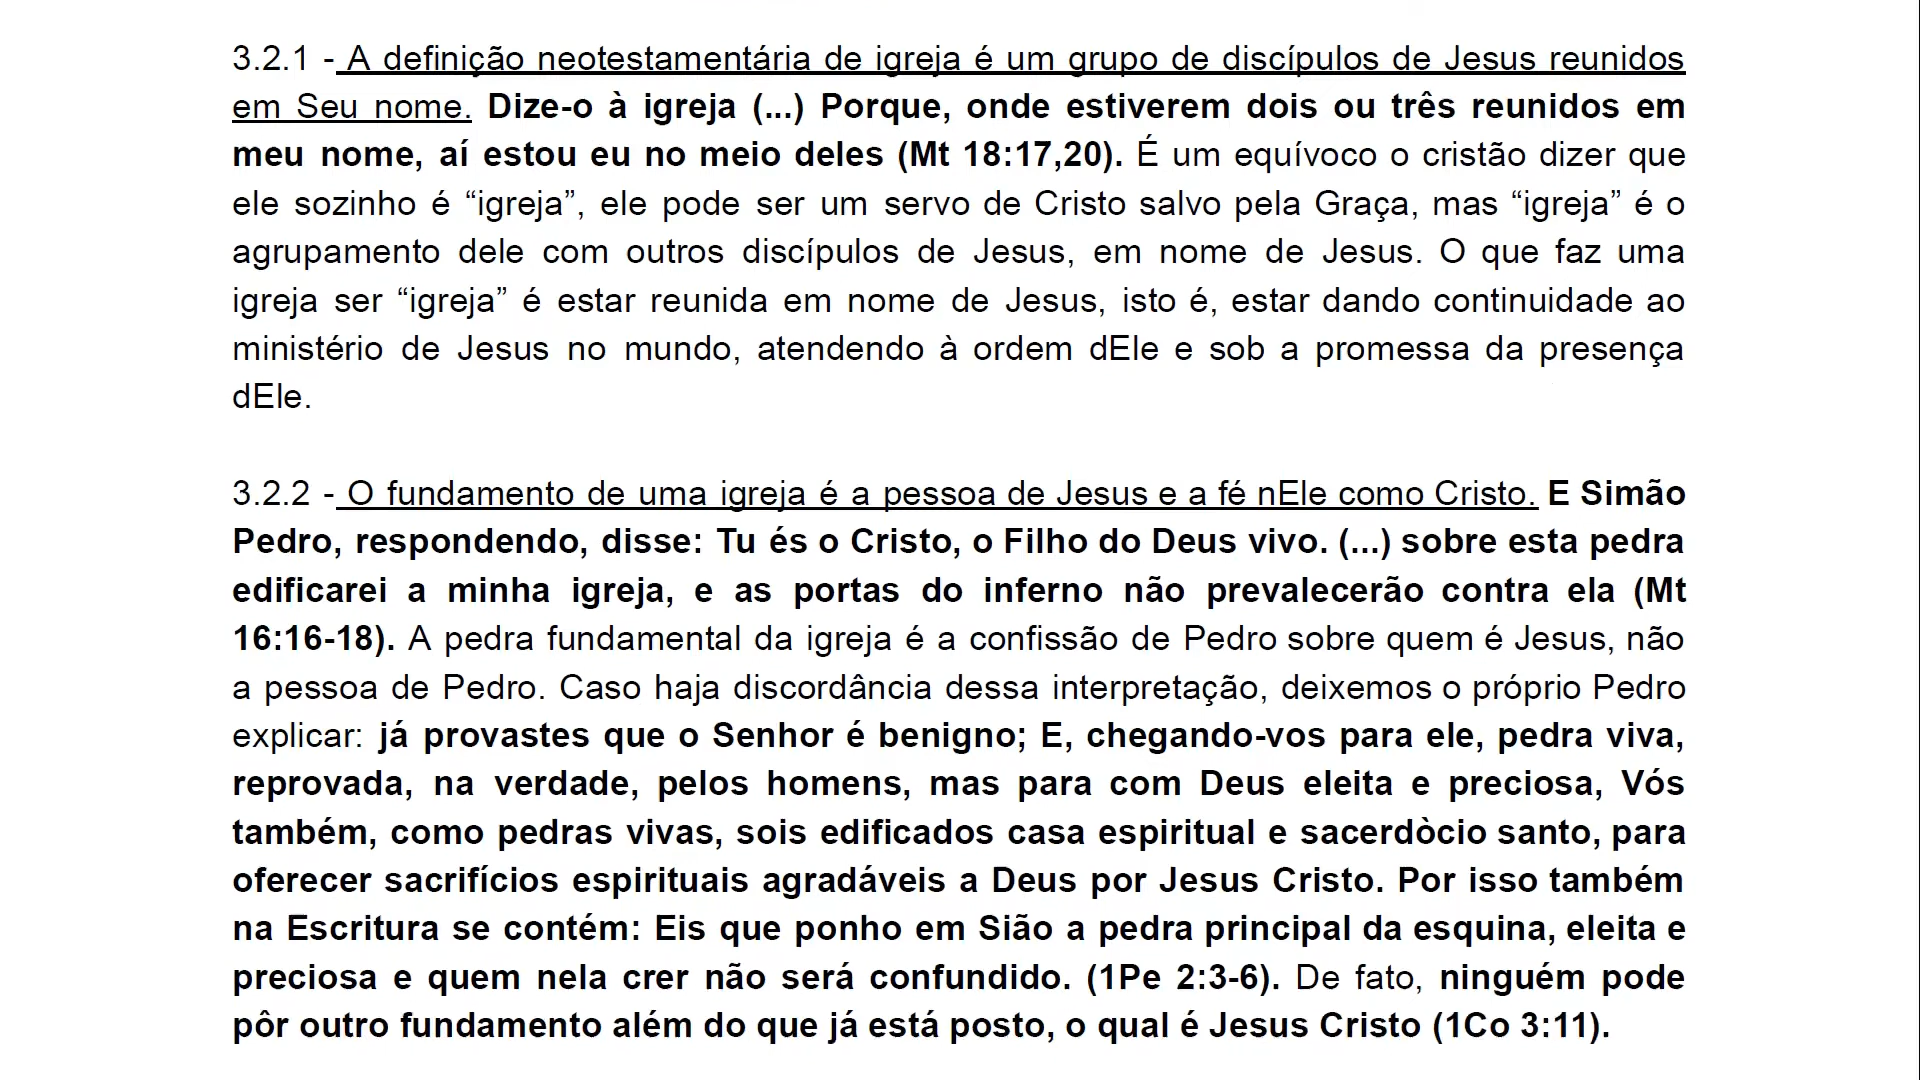 3.2.1 - A definição neotestamentária de igreja é um grupo de discípulos de Jesus reunidos
em Seu nome. Dize-o à igreja (...) Porque, onde estiverem dois ou três reunidos em
meu nome, aí estou eu no meio deles (Mt 18:17,20). É um equívoco o cristão dizer que
ele sozinho é “igreja”, ele pode ser um servo de Cristo salvo pela Graça, mas “igreja” é o
agrupamento dele com outros discípulos de Jesus, em nome de Jesus. O que faz uma
igreja ser “igreja” é estar reunida em nome de Jesus, isto é, estar dando continuidade ao
ministério de Jesus no mundo, atendendo à ordem dEle e sob a promessa da presença
dEle.
3.2.2 - O fundamento de uma igreja é a pessoa de Jesus e a fé nEle como Cristo. E Simão
Pedro, respondendo, disse: Tu és o Cristo, o Filho do Deus vivo. (...) sobre esta pedra
edificarei a minha igreja, e as portas do inferno não prevalecerão contra ela (Mt
16:16-18). A pedra fundamental da igreja é a confissão de Pedro sobre quem é Jesus, não
a pessoa de Pedro. Caso haja discordância dessa interpretação, deixemos o próprio Pedro
explicar: já provastes que o Senhor é benigno; E, chegando-vos para ele, pedra viva,
reprovada, na verdade, pelos homens, mas para com Deus eleita e preciosa, Vós
também, como pedras vivas, sois edificados casa espiritual e sacerdòcio santo, para
oferecer sacrifícios espirituais agradáveis a Deus por Jesus Cristo. Por isso também
na Escritura se contém: Eis que ponho em Sião a pedra principal da esquina, eleita e
preciosa e quem nela crer não será confundido. (1Pe 2:3-6). De fato, ninguém pode
pôr outro fundamento além do que já está posto, o qual é Jesus Cristo (1Co 3:11).